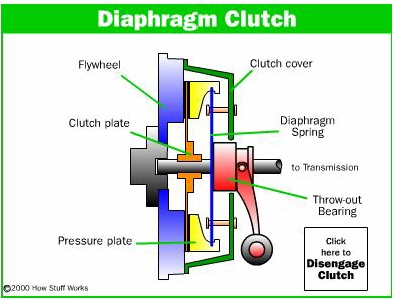 Diaphragm Clutch
Flywheel
Clutch cover
Clutch plate
Diaphragm
Spring
to Transmission
Throw-out
Bearing
Pressure plate
Click
here to
Disengage
Clutch
©2000 How Stuff Works